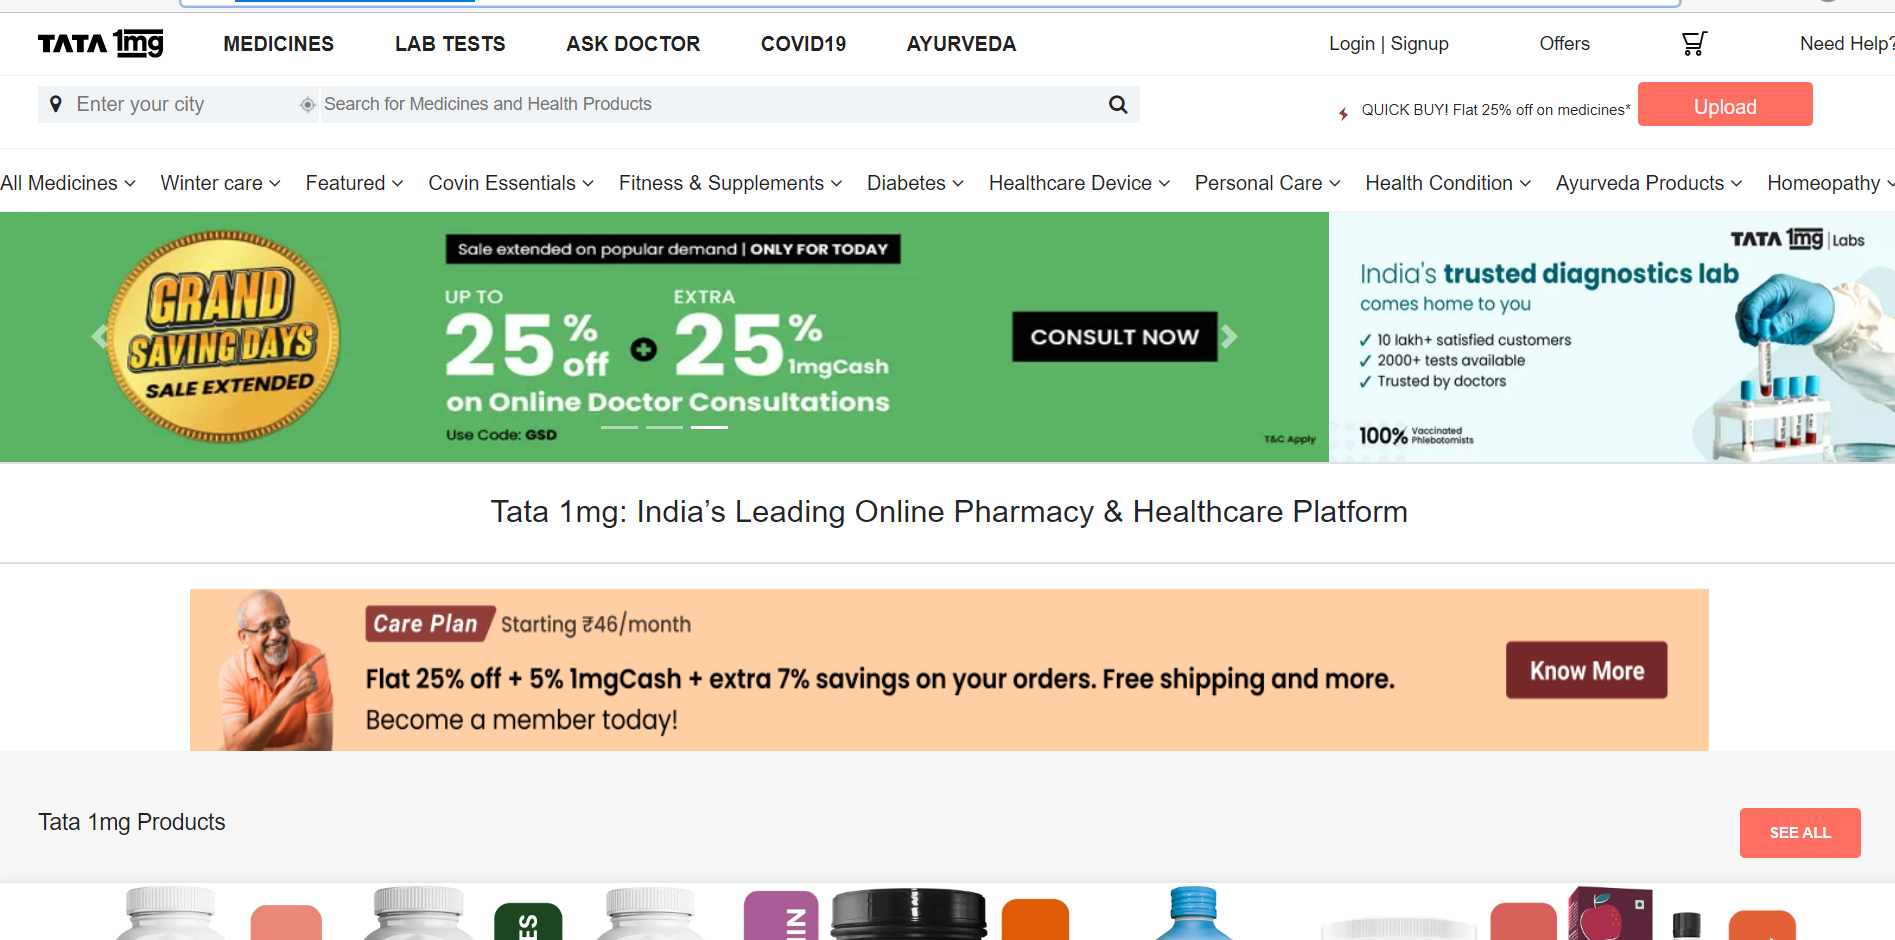 TATA 1mg MEDICINES LAB TESTS ASK DOCTOR COVID19 AYURVEDA Login | Signup Offers Need Help?
Enter your city Search for Medicines and Health Products QUICK BUY! Flat 25% off on medicines* Upload
All Medicines Winter care Featured Covin Essentials Fitness & Supplements Diabetes Healthcare Device Personal Care Health Condition Ayurveda Products Homeopathy
GRAND
SAVING DAYS
SALE EXTENDED
Sale extended on popular demand | ONLY FOR TODAY
UP TO
25% off
+
EXTRA
25% 1mgCash
on Online Doctor Consultations
Use Code: GSD
CONSULT NOW
T&C Apply
TATA 1mg | Labs
India's trusted diagnostics lab
comes home to you
✓ 10 lakh+ satisfied customers
✓ 2000+ tests available
✓ Trusted by doctors
100% Vaccinated
Phlebotomists
Tata 1mg: India’s Leading Online Pharmacy & Healthcare Platform
Care Plan Starting ₹46/month
Flat 25% off + 5% 1mgCash + extra 7% savings on your orders. Free shipping and more.
Become a member today!
Know More
Tata 1mg Products
SEE ALL